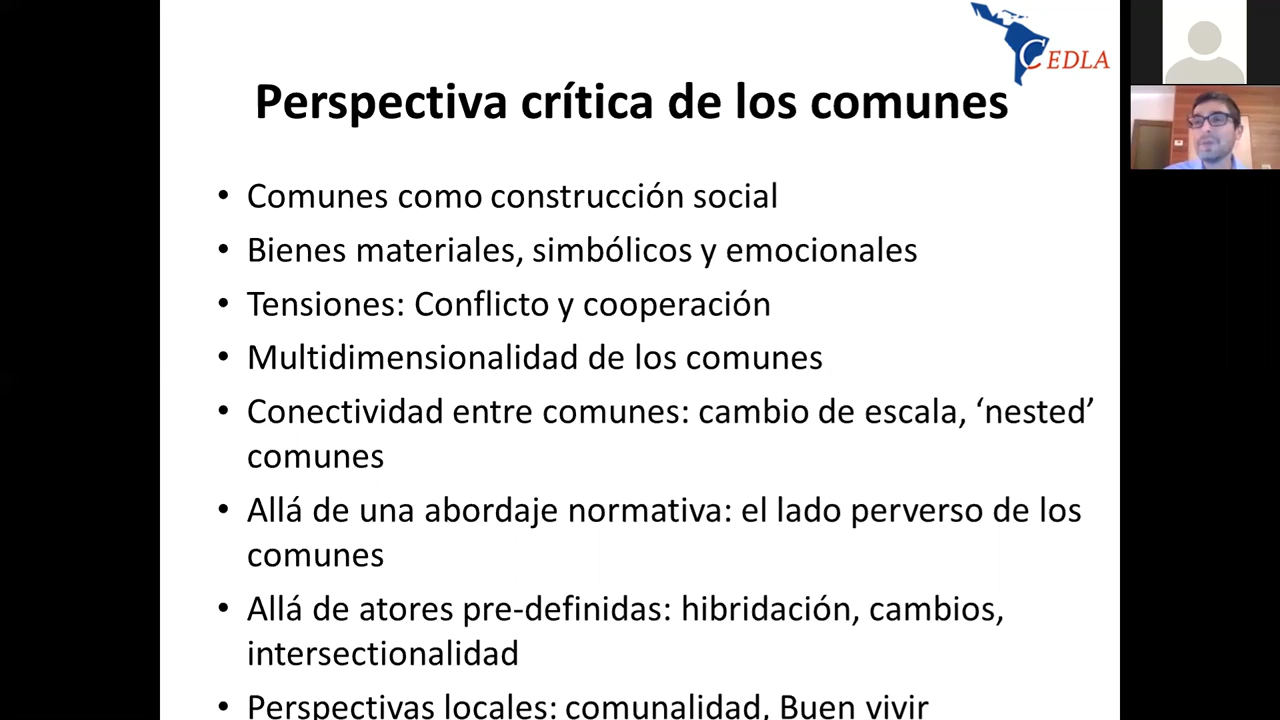 CEDLA
Perspectiva crítica de los comunes
• Comunes como construcción social
• Bienes materiales, simbólicos y emocionales
• Tensiones: Conflicto y cooperación
• Multidimensionalidad de los comunes
• Conectividad entre comunes: cambio de escala, ‘nested’
comunes
• Allá de una abordaje normativa: el lado perverso de los
comunes
• Allá de atores pre-definidas: hibridación, cambios,
intersectionalidad
• Perspectivas locales: comunalidad, Buen vivir